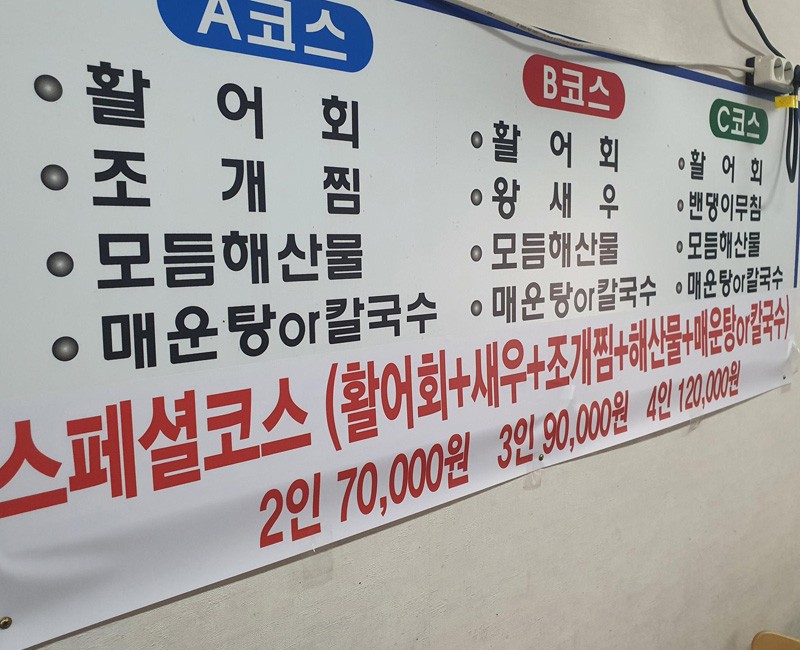 A코스
활 어 회
조 개 찜
모듬해산물
매운탕or칼국수
B코스
활 어 회
왕 새 우
모듬해산물
매운탕or칼국수
C코스
활 어 회
밴댕이무침
모듬해산물
매운탕or칼국수
스페셜코스 (활어회+새우+조개찜+해산물+매운탕or칼국수)
2인 70,000원 3인 90,000원 4인 120,000원